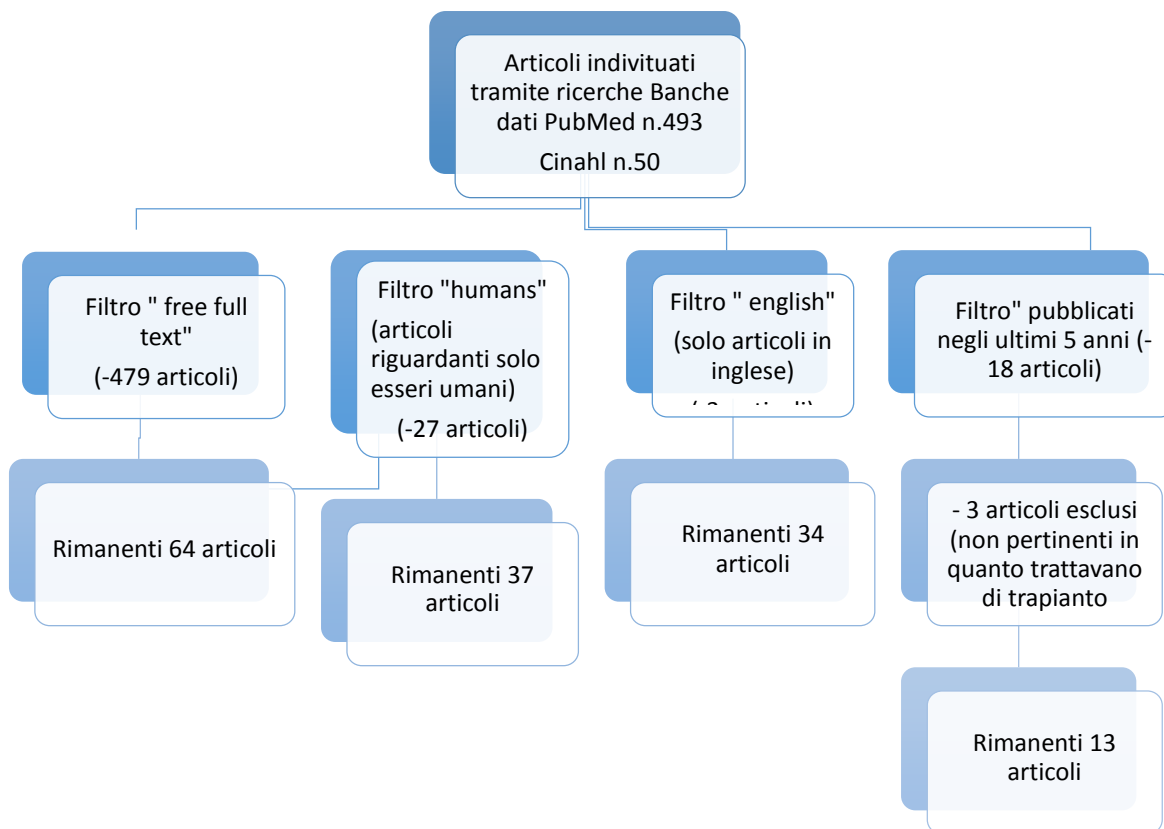 Articoli indivituati
tramite ricerche Banche
dati PubMed n.493
Cinahl n.50
Filtro " free full
text"
(-479 articoli)
Filtro "humans"
(articoli
riguardanti solo
esseri umani)
(-27 articoli)
Filtro " english"
(solo articoli in
inglese)
Filtro" pubblicati
negli ultimi 5 anni (-
18 articoli)
Rimanenti 64 articoli
Rimanenti 37
articoli
Rimanenti 34
articoli
- 3 articoli esclusi
(non pertinenti in
quanto trattavano
di trapianto
Rimanenti 13
articoli